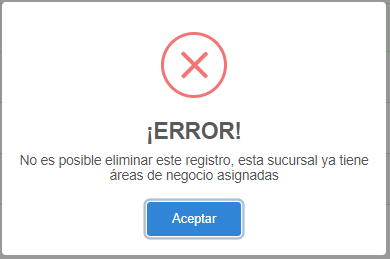 ¡ERROR!
No es posible eliminar este registro, esta sucursal ya tiene
áreas de negocio asignadas
Aceptar